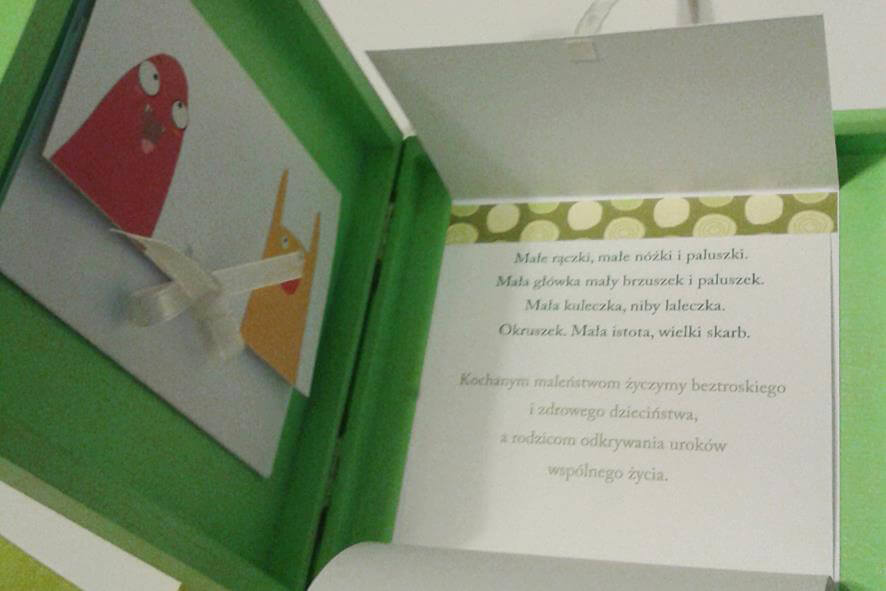 Małe rączki, małe nóżki i paluszki.
Mała główka mały brzuszek i paluszek.
Mała kuleczka, niby laleczka.
Okruszek. Mała istota, wielki skarb.
Kochanym maleństwom życzymy beztroskiego
i zdrowego dzieciństwa,
a rodzicom odkrywania uroków
wspólnego życia.